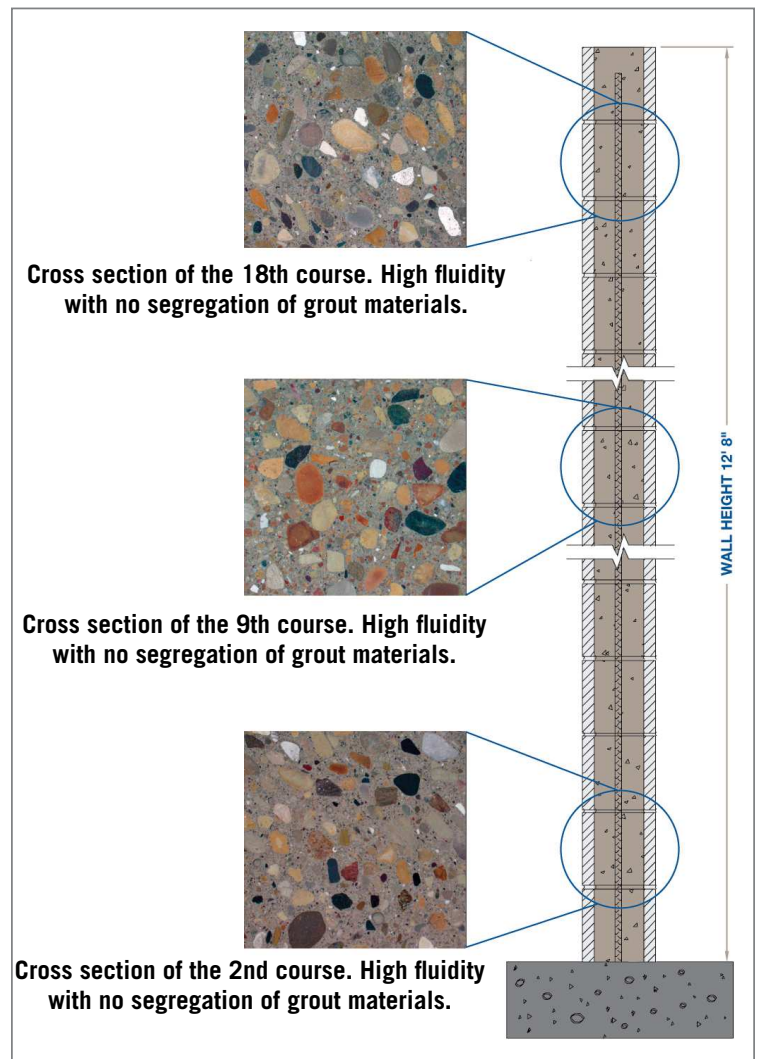 Cross section of the 18th course. High fluidity
with no segregation of grout materials.
Cross section of the 9th course. High fluidity
with no segregation of grout materials.
Cross section of the 2nd course. High fluidity
with no segregation of grout materials.
WALL HEIGHT 12' 8"